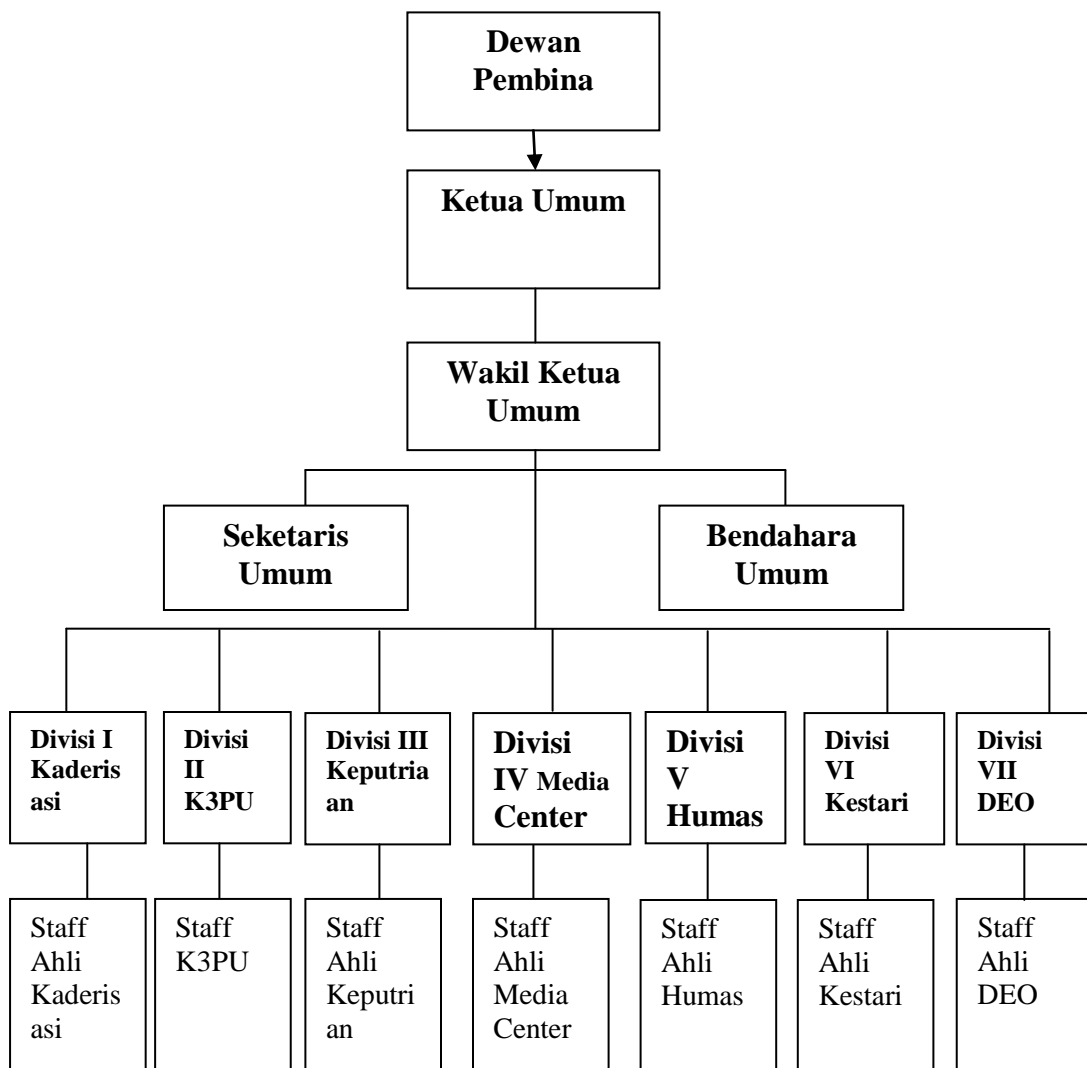 Dewan
Pembina
Ketua Umum
Wakil Ketua
Umum
Seketaris
Umum
Bendahara
Umum
Divisi I
Kaderis
asi
Divisi
II
K3PU
Divisi III
Keputria
an
Divisi
IV Media
Center
Divisi
V
Humas
Divisi
VI
Kestari
Divisi
VII
DEO
Staff
Ahli
Kaderis
asi
Staff
K3PU
Staff
Ahli
Keputri
an
Staff
Ahli
Media
Center
Staff
Ahli
Humas
Staff
Ahli
Kestari
Staff
Ahli
DEO